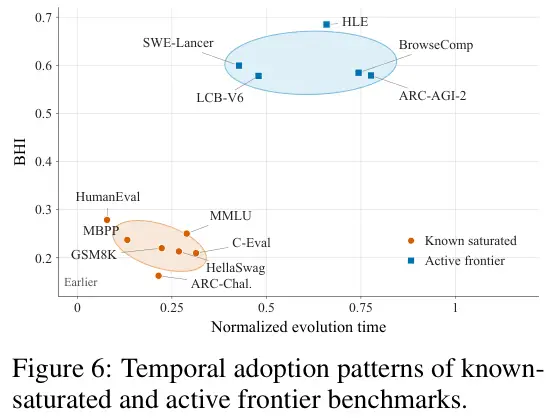 0.7
HLE
SWE-Lancer
BrowseComp
0.6
LCB-V6
ARC-AGI-2
0.5
BHI
0.4
0.3
HumanEval
MMLU
MBPP
C-Eval
Known saturated
GSM8K
HellaSwag
Active frontier
0.2
Earlier
ARC-Chal.
0 0.25 0.5 0.75 1
Normalized evolution time
Figure 6: Temporal adoption patterns of known-
saturated and active frontier benchmarks.